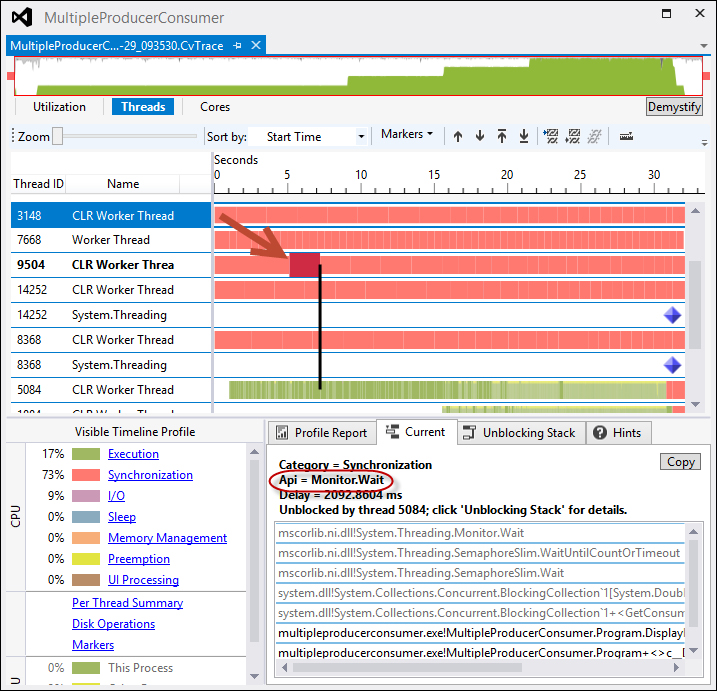 MultipleProducerConsumer
MultipleProducerC...-29_093530.CvTrace
Utilization Threads Cores Demystify
Zoom Sort by: Start Time Markers
Seconds
Thread ID Name 0 5 10 15 20 25 30
3148 CLR Worker Thread
7668 Worker Thread
9504 CLR Worker Threa
14252 CLR Worker Thread
14252 System.Threading
8368 CLR Worker Thread
8368 System.Threading
5084 CLR Worker Thread
CLR Worker Thread
Visible Timeline Profile
CPU
17% Execution
73% Synchronization
9% I/O
0% Sleep
0% Memory Management
0% Preemption
0% UI Processing
Per Thread Summary
Disk Operations
Markers
0% This Process
Profile Report Current Unblocking Stack Hints
Category = Synchronization Copy
Api = Monitor.Wait
Delay = 2092.8604 ms
Unblocked by thread 5084; click 'Unblocking Stack' for details.
mscorlib.ni.dll!System.Threading.Monitor.Wait
mscorlib.ni.dll!System.Threading.SemaphoreSlim.WaitUntilCountOrTimeout
mscorlib.ni.dll!System.Threading.SemaphoreSlim.Wait
system.dll!System.Collections.Concurrent.BlockingCollection`1[System.Doub
system.dll!System.Collections.Concurrent.BlockingCollection`1+<GetConsum
multipleproducerconsumer.exe!MultipleProducerConsumer.Program.Displayl
multipleproducerconsumer.exe!MultipleProducerConsumer.Program+<>c__D